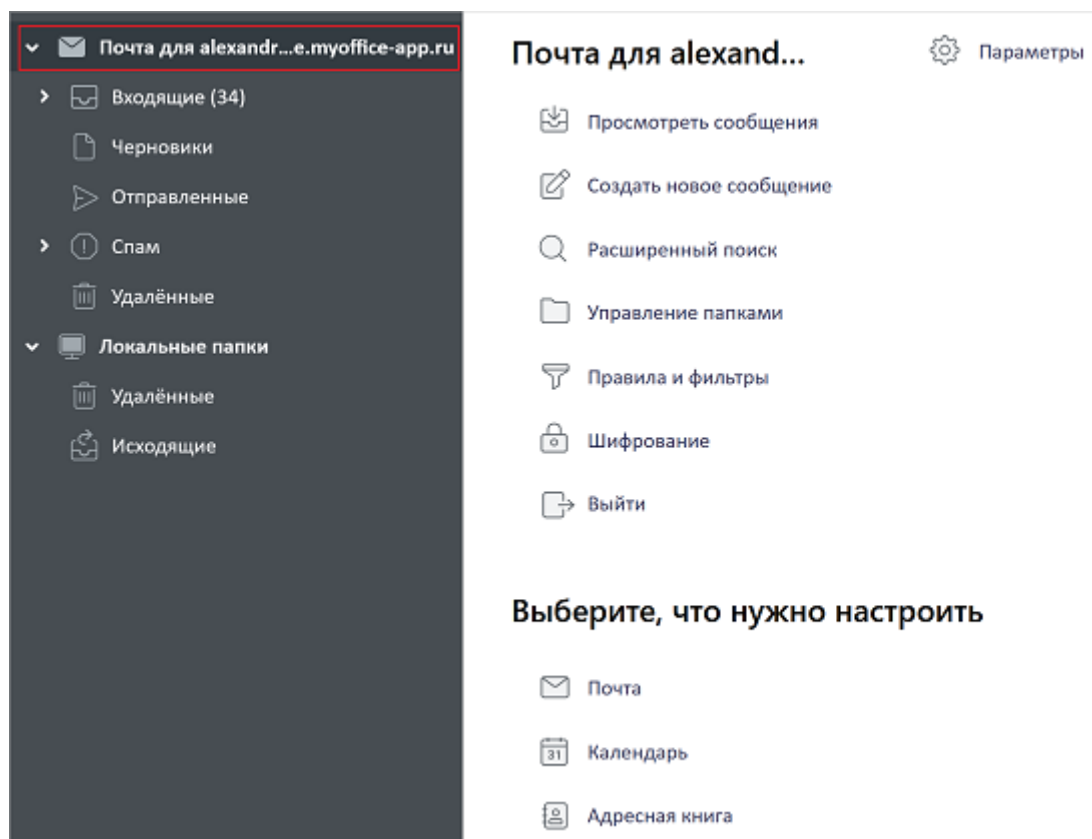 Почта для alexandr...e.myoffice-app.ru
Входящие (34)
Черновики
Отправленные
Спам
Удалённые
Локальные папки
Удалённые
Исходящие
Почта для alexand...
Параметры
Просмотреть сообщения
Создать новое сообщение
Расширенный поиск
Управление папками
Правила и фильтры
Шифрование
Выйти
Выберите, что нужно настроить
Почта
31
Календарь
Адресная книга